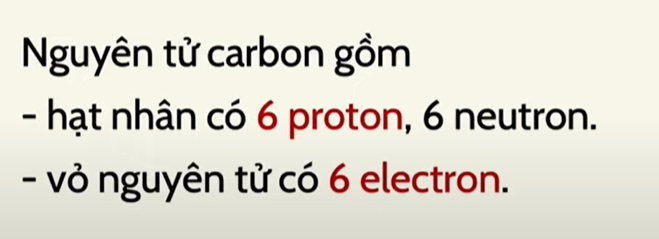 Nguyên tử carbon gồm
- hạt nhân có 6 proton, 6 neutron.
- vỏ nguyên tử có 6 electron.